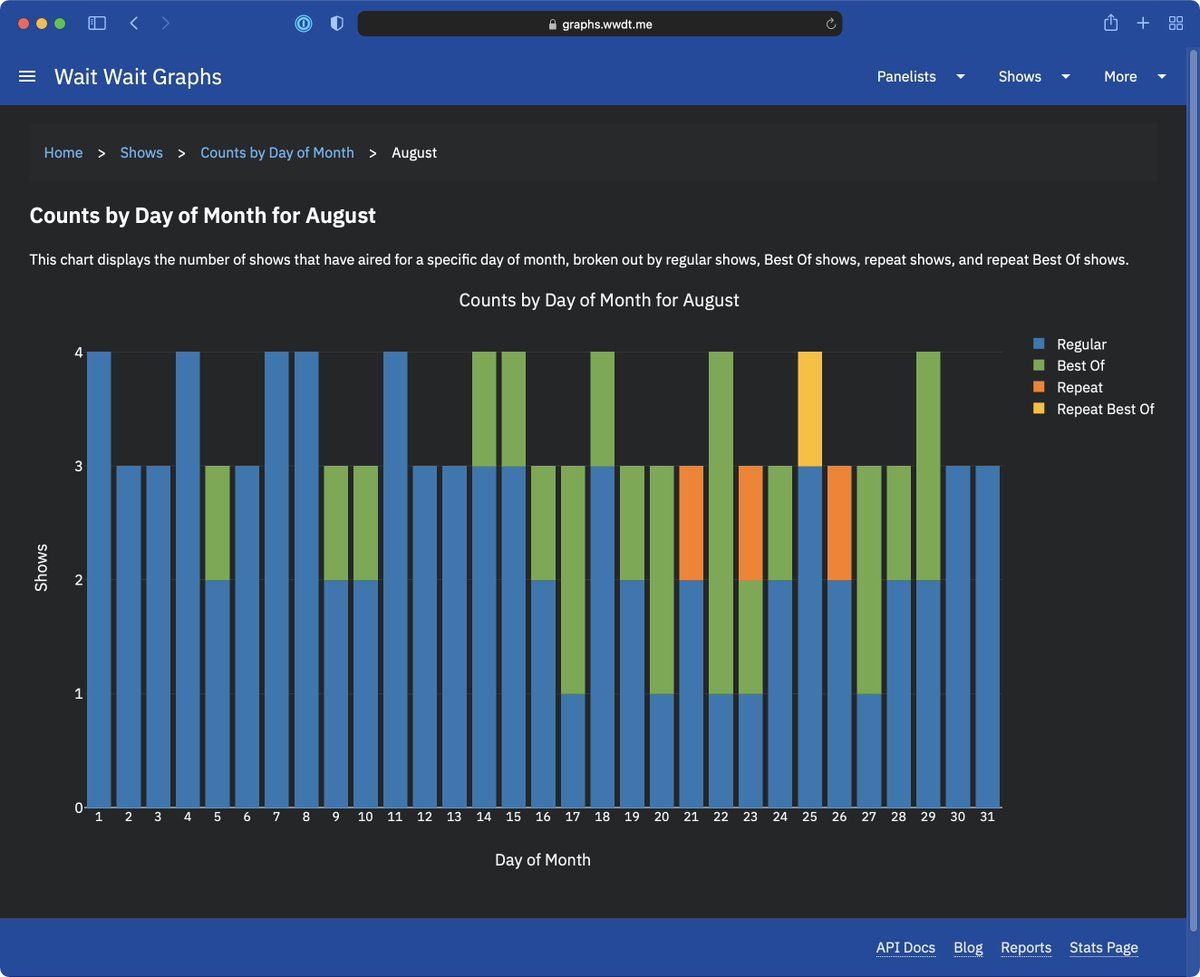 graphs.wwdt.me
Wait Wait Graphs
Panelists
Shows
More
Home > Shows > Counts by Day of Month > August
Counts by Day of Month for August
This chart displays the number of shows that have aired for a specific day of month, broken out by regular shows, Best Of shows, repeat shows, and repeat Best Of shows.
Counts by Day of Month for August
Regular
Best Of
Repeat
Repeat Best Of
4
3
2
1
0
Shows
1 2 3 4 5 6 7 8 9 10 11 12 13 14 15 16 17 18 19 20 21 22 23 24 25 26 27 28 29 30 31
Day of Month
API Docs Blog Reports Stats Page